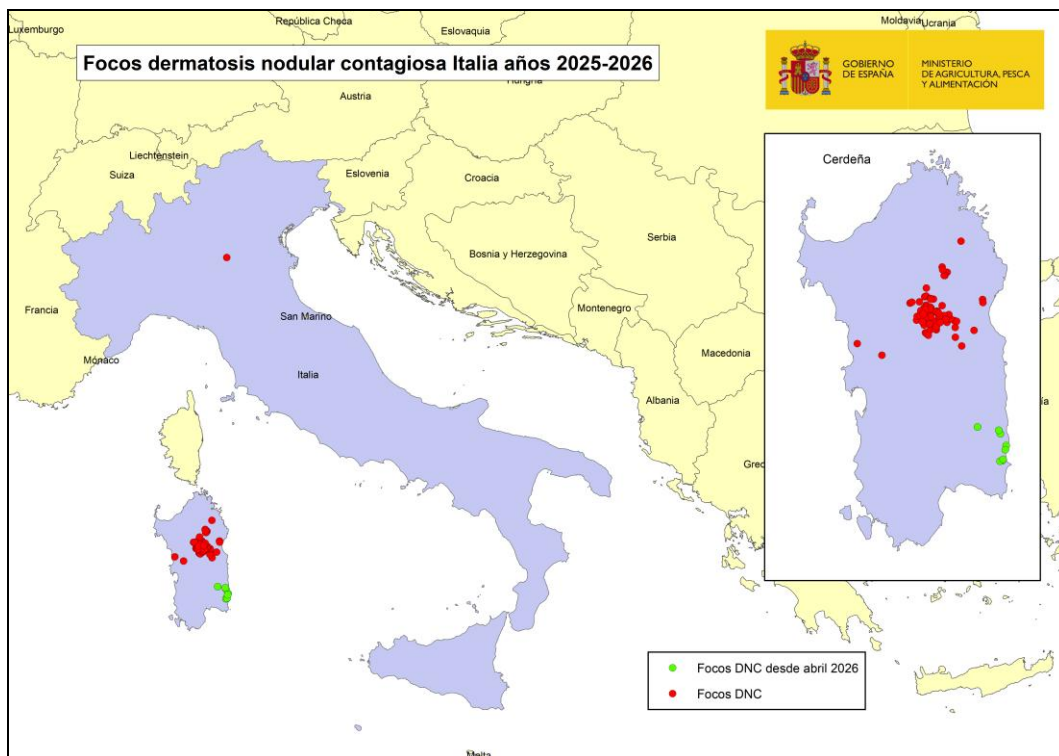 Luxemburgo
República Checa
Eslovaquia
Moldavia
Ucrania
Focos dermatosis nodular contagiosa Italia años 2025-2026
Hungría
Austria
GOBIERNO
DE ESPAÑA
MINISTERIO
DE AGRICULTURA, PESCA
Y ALIMENTACIÓN
Liechtenstein
Suiza
Eslovenia
Croacia
Cerdeña
Bosnia y Herzegovina
Serbia
Francia
San Marino
Montenegro
Mónaco
Macedonia
Italia
Albania
ía
Grec
Focos DNC desde abril 2026
Focos DNC
Malta